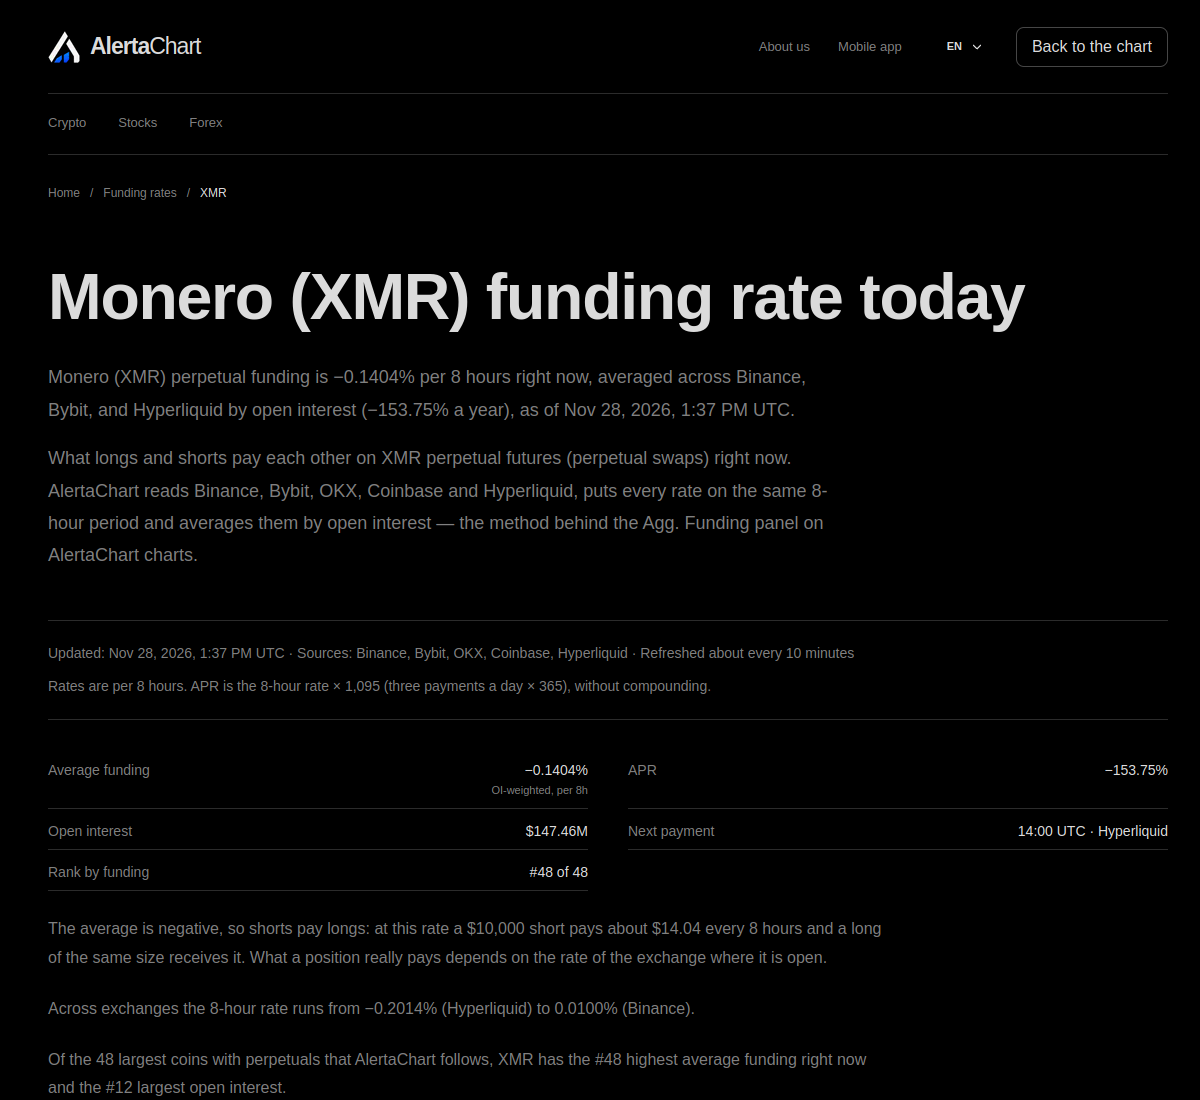 AlertaChart
About us
Mobile app
EN
Back to the chart
Crypto
Stocks
Forex
Home / Funding rates / XMR
Monero (XMR) funding rate today
Monero (XMR) perpetual funding is −0.1404% per 8 hours right now, averaged across Binance,
Bybit, and Hyperliquid by open interest (−153.75% a year), as of Nov 28, 2026, 1:37 PM UTC.
What longs and shorts pay each other on XMR perpetual futures (perpetual swaps) right now.
AlertaChart reads Binance, Bybit, OKX, Coinbase and Hyperliquid, puts every rate on the same 8-
hour period and averages them by open interest — the method behind the Agg. Funding panel on
AlertaChart charts.
Updated: Nov 28, 2026, 1:37 PM UTC · Sources: Binance, Bybit, OKX, Coinbase, Hyperliquid · Refreshed about every 10 minutes
Rates are per 8 hours. APR is the 8-hour rate × 1,095 (three payments a day × 365), without compounding.
Average funding
−0.1404%
OI-weighted, per 8h
APR
−153.75%
Open interest
$147.46M
Next payment
14:00 UTC · Hyperliquid
Rank by funding
#48 of 48
The average is negative, so shorts pay longs: at this rate a $10,000 short pays about $14.04 every 8 hours and a long
of the same size receives it. What a position really pays depends on the rate of the exchange where it is open.
Across exchanges the 8-hour rate runs from −0.2014% (Hyperliquid) to 0.0100% (Binance).
Of the 48 largest coins with perpetuals that AlertaChart follows, XMR has the #48 highest average funding right now
and the #12 largest open interest.